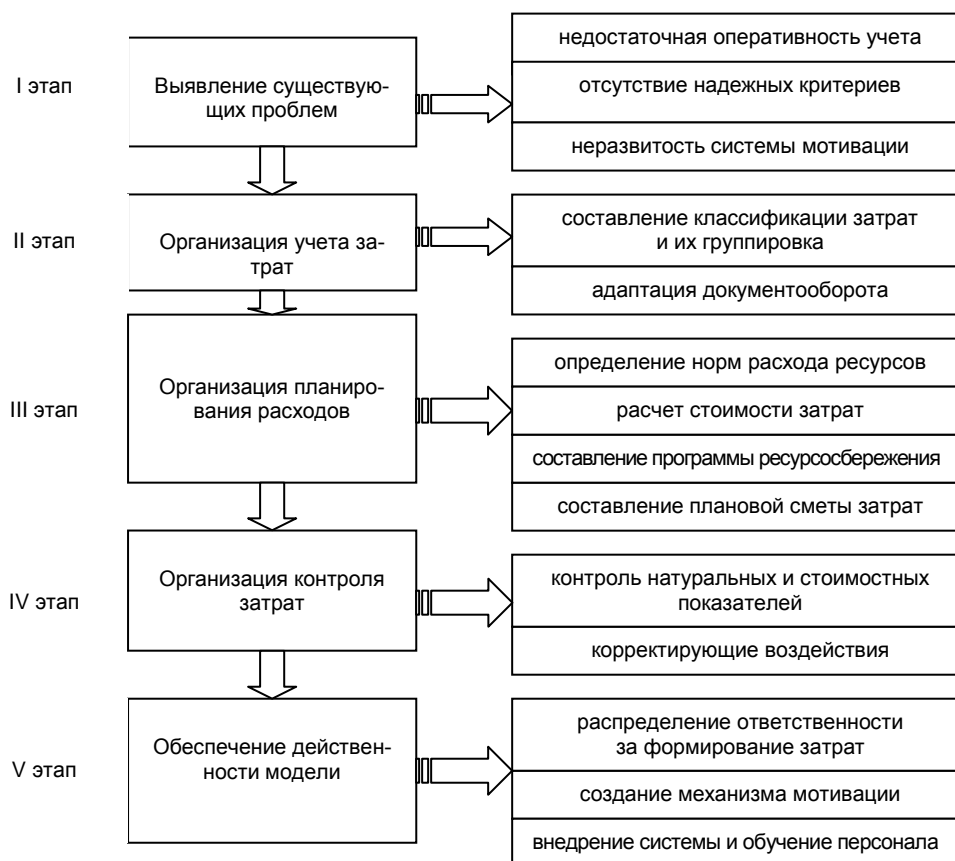 I этап
Выявление существую-
щих проблем
недостаточная оперативность учета
отсутствие надежных критериев
неразвитость системы мотивации
II этап
Организация учета за-
трат
составление классификации затрат
и их группировка
адаптация документооборота
III этап
Организация планиро-
вания расходов
определение норм расхода ресурсов
расчет стоимости затрат
составление программы ресурсосбережения
составление плановой сметы затрат
IV этап
Организация контроля
затрат
контроль натуральных и стоимостных
показателей
корректирующие воздействия
V этап
Обеспечение действен-
ности модели
распределение ответственности
за формирование затрат
создание механизма мотивации
внедрение системы и обучение персонала